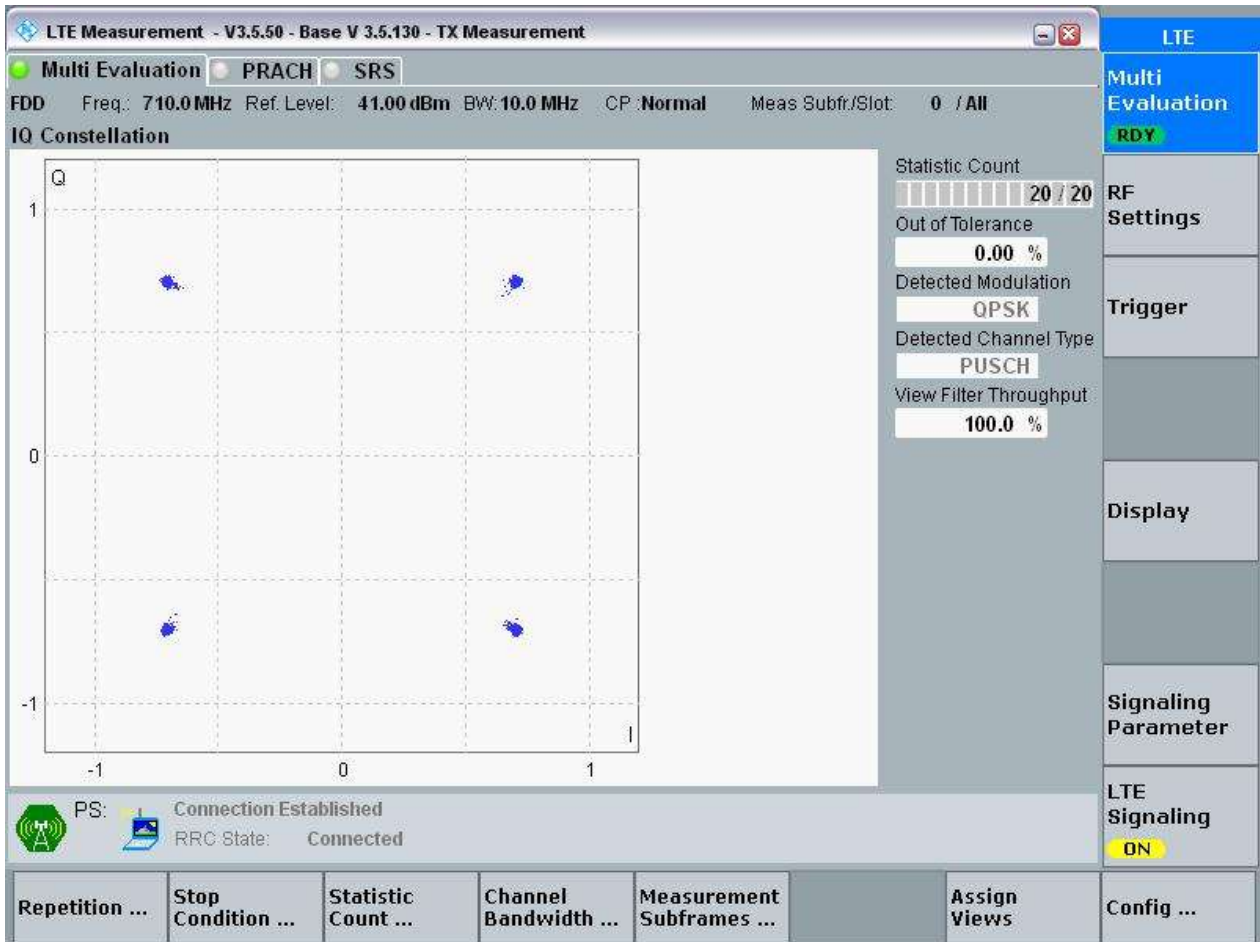 LTE Measurement - V3.5.50 - Base V 3.5.130 - TX Measurement
LTE
Multi Evaluation PRACH SRS
Multi
Evaluation
RDY
FDD Freq.: 710.0 MHz Ref. Level: 41.00 dBm BW: 10.0 MHz CP : Normal Meas Subfr./Slot: 0 / All
IQ Constellation
Q
1
0
-1
I
-1 0 1
Statistic Count
20 / 20
Out of Tolerance
0.00 %
Detected Modulation
QPSK
Detected Channel Type
PUSCH
View Filter Throughput
100.0 %
RF
Settings
Trigger
Display
Signaling
Parameter
LTE
Signaling
ON
PS: Connection Established
RRC State: Connected
Repetition ...
Stop
Condition ...
Statistic
Count ...
Channel
Bandwidth ...
Measurement
Subframes ...
Assign
Views
Config ...